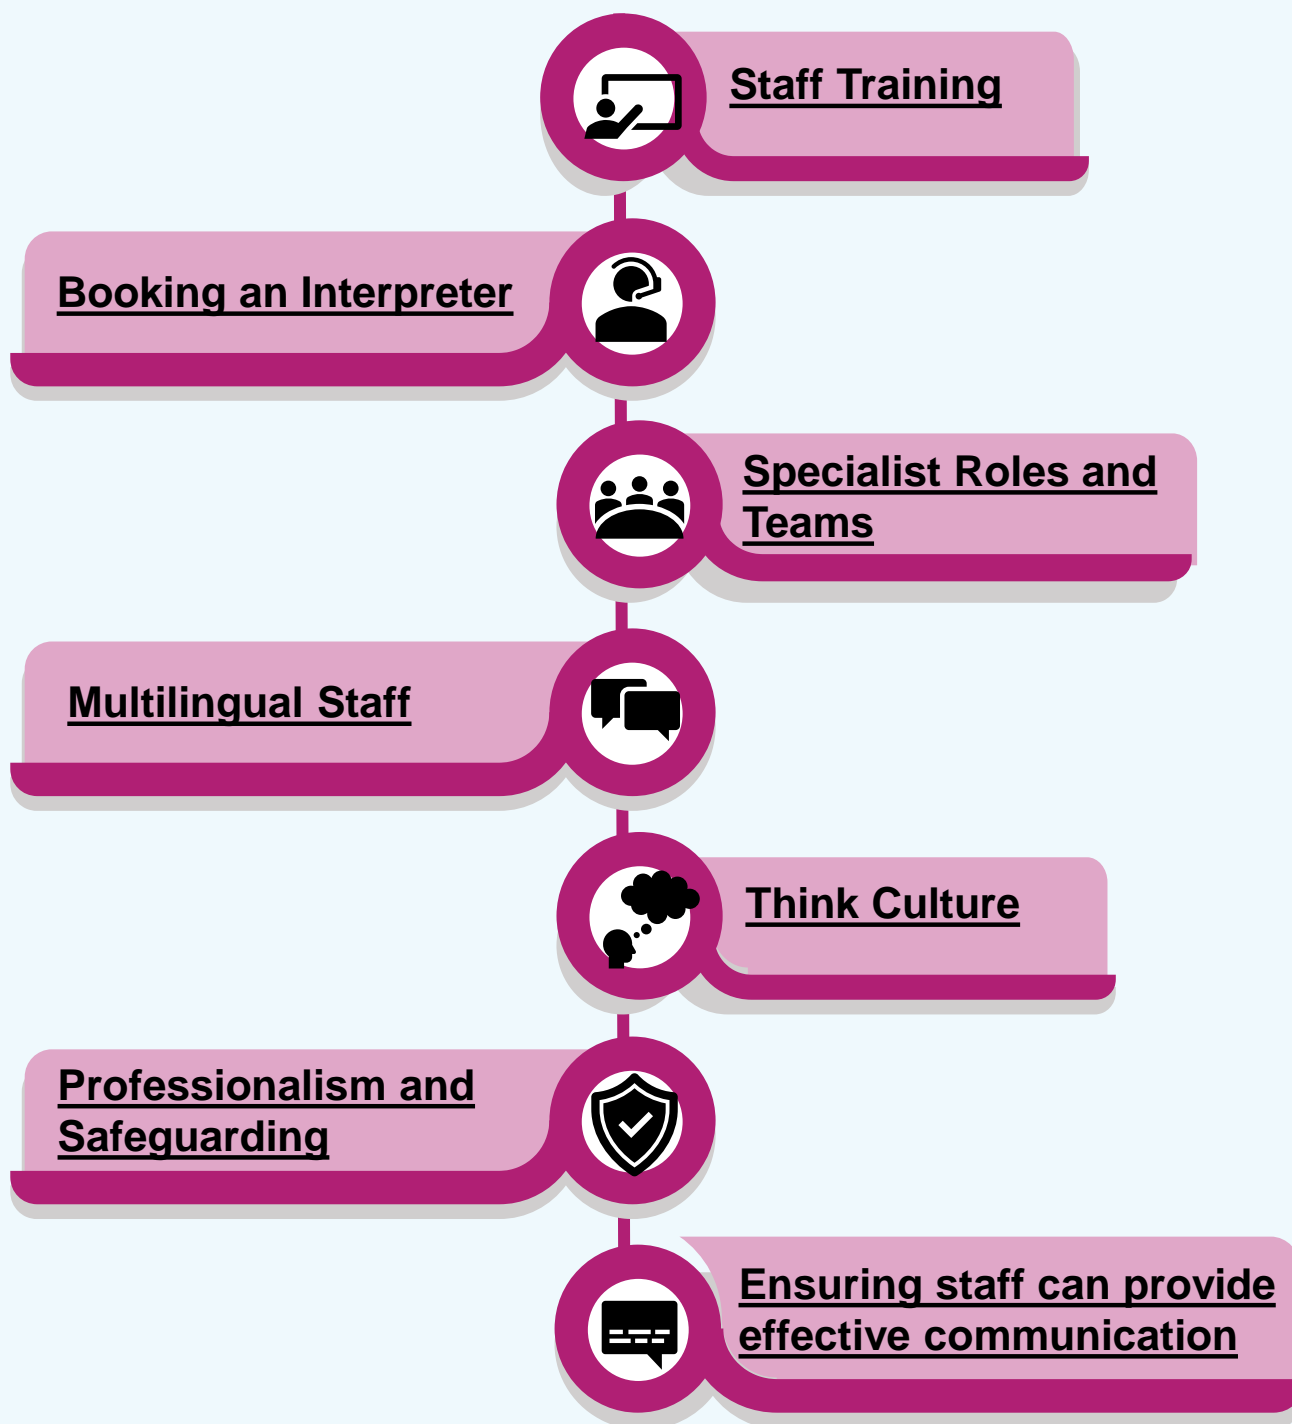 Staff Training
Booking an Interpreter
Specialist Roles and
Teams
Multilingual Staff
Think Culture
Professionalism and
Safeguarding
Ensuring staff can provide
effective communication